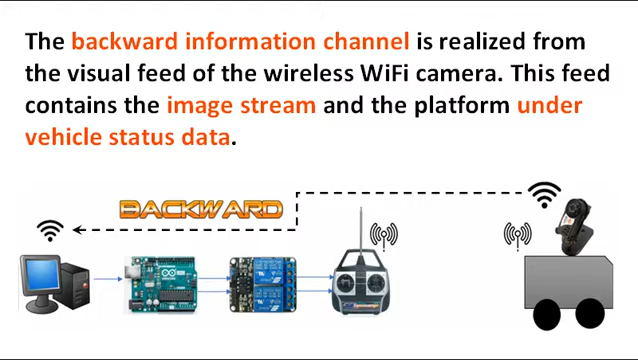 The backward information channel is realized from
the visual feed of the wireless WiFi camera. This feed
contains the image stream and the platform under
vehicle status data.
BACKWARD